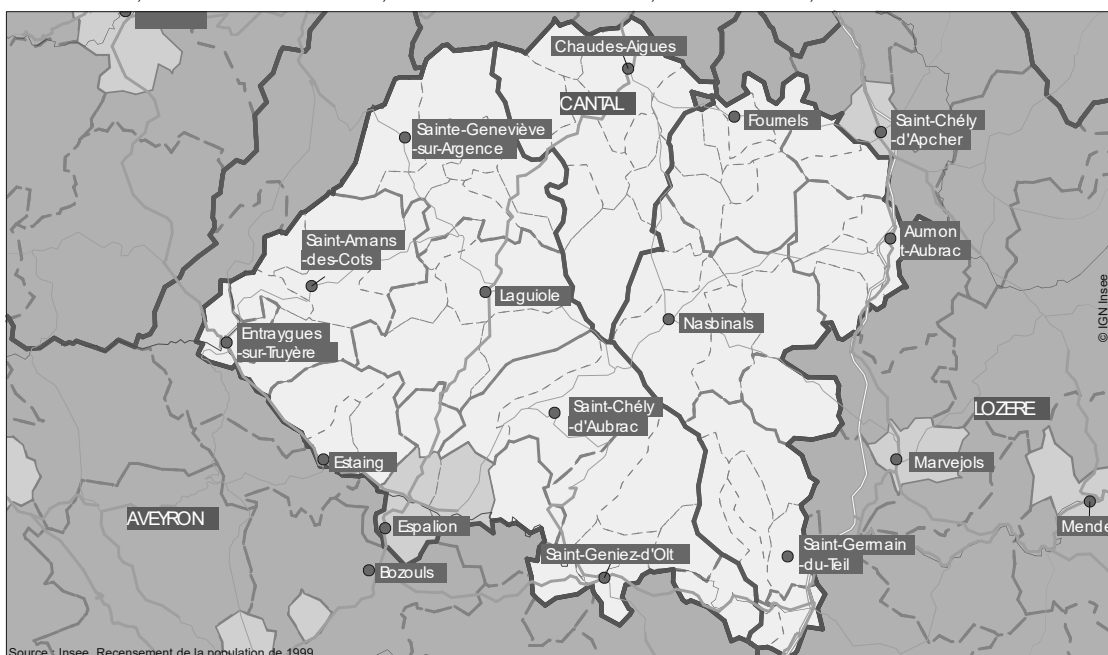 Chaudes-Aigues
CANTAL
Fournels
Sainte-Geneviève
-sur-Argence
Saint-Chély
-d'Apcher
Saint-Amans
-des-Cots
Aumon
t-Aubrac
Laguiole
Nasbinals
© IGN Insee
Entraygues
-sur-Truyère
Saint-Chély
-d'Aubrac
LOZERE
Estaing
Marvejols
AVEYRON
Espalion
Mende
Saint-Geniez-d'Olt
Saint-Germain
-du-Teil
Bozouls
Source : Insee, Recensement de la population de 1999